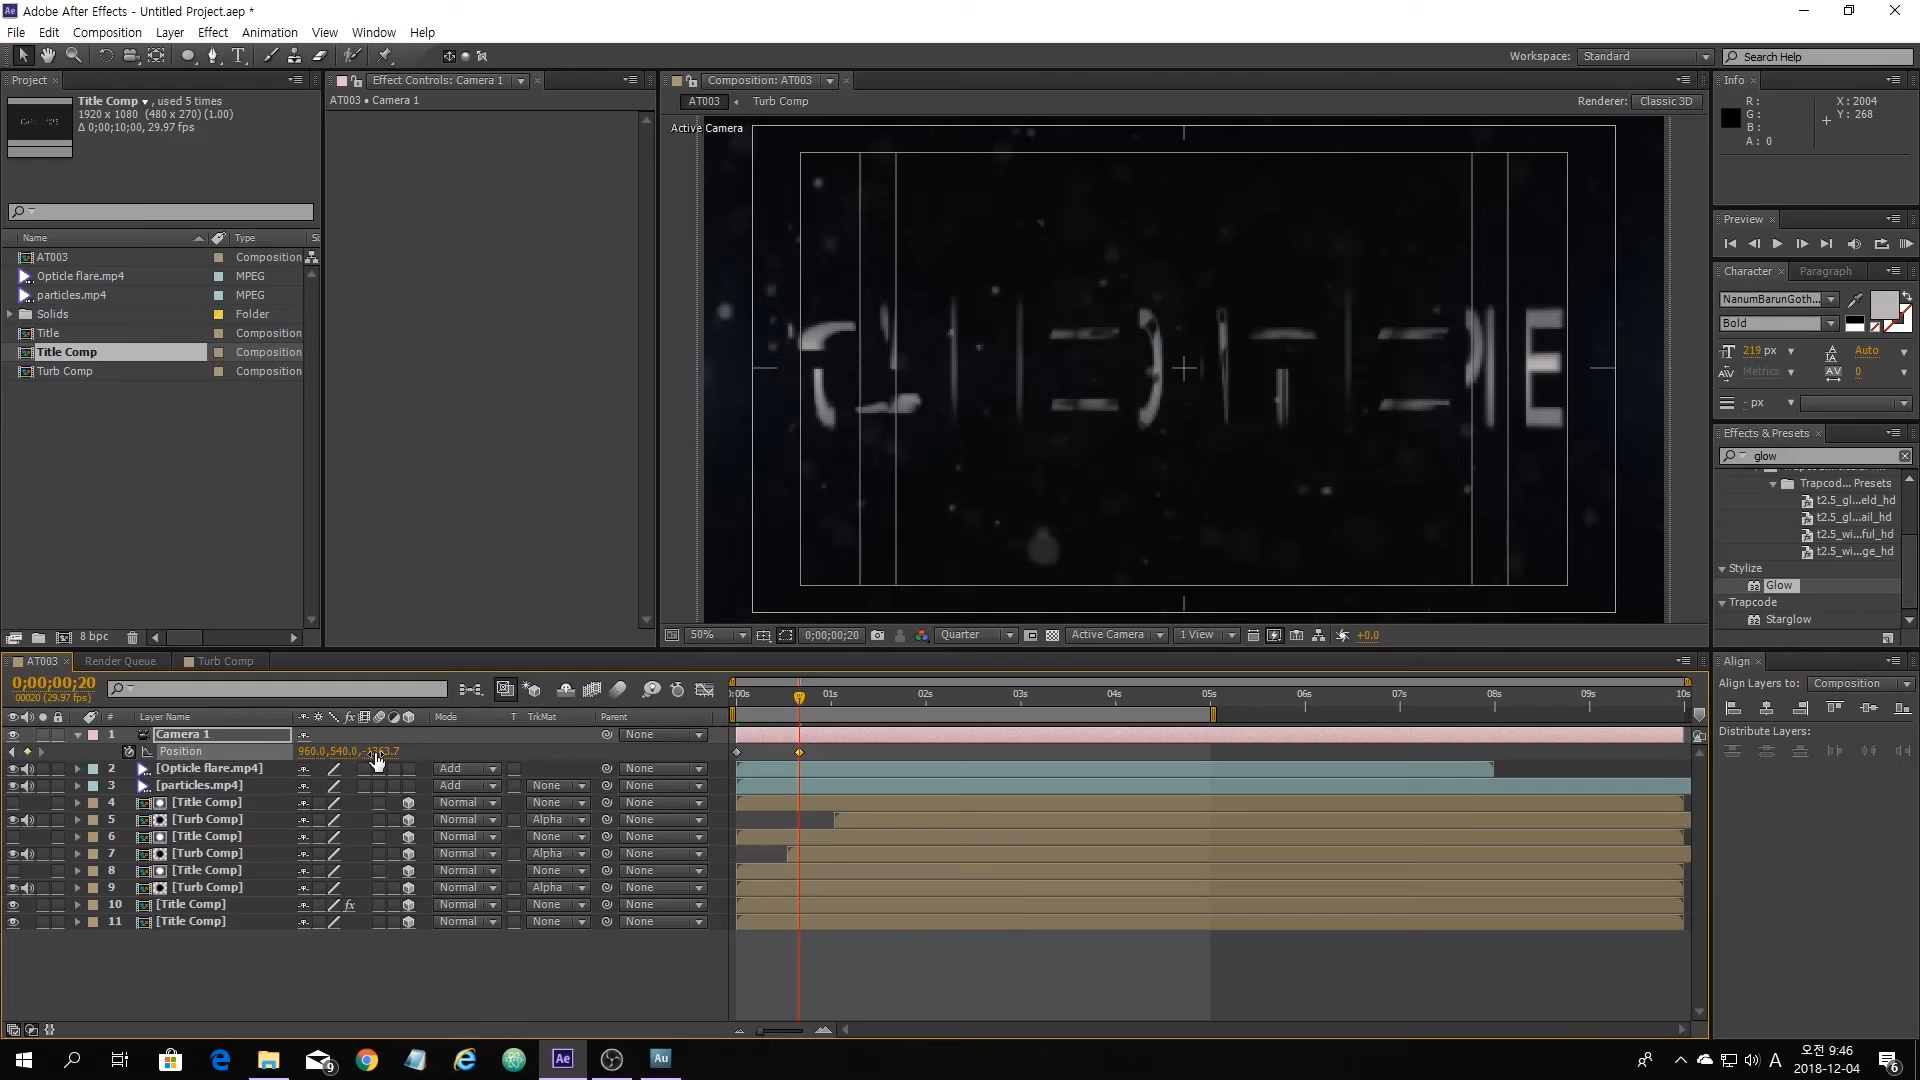 Adobe After Effects - Untitled Project.aep *
File Edit Composition Layer Effect Animation View Window Help
Workspace: Standard Search Help
Project Effect Controls: Camera 1 Composition: AT003 Info
Title Comp , used 5 times
1920 x 1080 (480 x 270) (1.00)
Δ 0;00;10;00, 29.97 fps
AT003 • Camera 1
AT003 Turb Comp Renderer: Classic 3D
Active Camera
R: X: 2004
G: Y: 268
B:
A: 0
Preview
Name Type
AT003 Composition
Opticle flare.mp4 MPEG
particles.mp4 MPEG
Solids Folder
Title Composition
Title Comp Composition
Turb Comp Composition
8 bpc
Character Paragraph
NanumBarunGoth...
Bold
219 px Auto
Metrics 0
- px
Effects & Presets
glow
Trapcod... Presets
t2.5_gl...eld_hd
t2.5_gl...ail_hd
t2.5_wi...ful_hd
t2.5_wi...ge_hd
Stylize
Glow
Trapcode
Starglow
50% 0;00;00;20 Quarter Active Camera 1 View +0.0
AT003 Render Queue Turb Comp
0;00;00;20
00020 (29.97 fps)
:00s 01s 02s 03s 04s 05s 06s 07s 08s 09s 10s
# Layer Name Mode T TrkMat Parent
1 Camera 1 None
Position 960.0,540.0,
2 [Opticle flare.mp4] Add None
3 [particles.mp4] Add None None
4 [Title Comp] Normal None None
5 [Turb Comp] Normal Alpha None
6 [Title Comp] Normal None None
7 [Turb Comp] Normal Alpha None
8 [Title Comp] Normal None None
9 [Turb Comp] Normal Alpha None
10 [Title Comp] fx Normal None None
11 [Title Comp] Normal None None
Align
Align Layers to: Composition
Distribute Layers:
9 Ae Au A
오전 9:46
2018-12-04
6